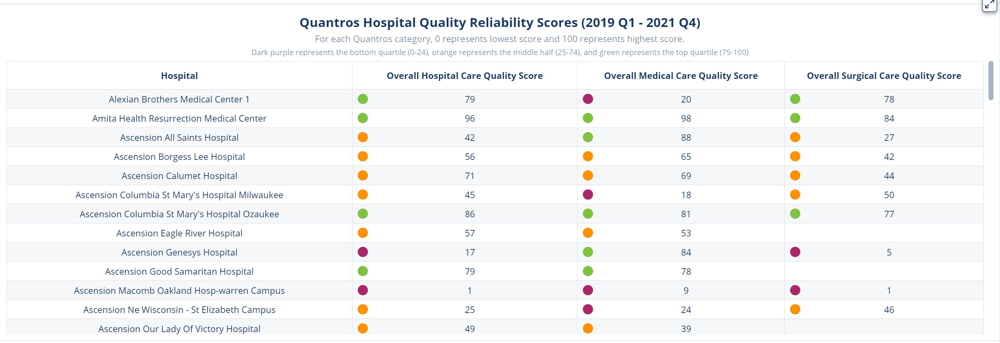 Quantros Hospital Quality Reliability Scores (2019 Q1 - 2021 Q4)
For each Quantros category, 0 represents lowest score and 100 represents highest score.
Dark purple represents the bottom quartile (0-24), orange represents the middle half (25-74), and green represents the top quartile (75-100)
Hospital Overall Hospital Care Quality Score Overall Medical Care Quality Score Overall Surgical Care Quality Score
Alexian Brothers Medical Center 1 79 20 78
Amita Health Resurrection Medical Center 96 98 84
Ascension All Saints Hospital 42 88 27
Ascension Borgess Lee Hospital 56 65 42
Ascension Calumet Hospital 71 69 44
Ascension Columbia St Mary's Hospital Milwaukee 45 18 50
Ascension Columbia St Mary's Hospital Ozaukee 86 81 77
Ascension Eagle River Hospital 57 53
Ascension Genesys Hospital 17 84 5
Ascension Good Samaritan Hospital 79 78
Ascension Macomb Oakland Hosp-warren Campus 1 9 1
Ascension Ne Wisconsin - St Elizabeth Campus 25 24 46
Ascension Our Lady Of Victory Hospital 49 39